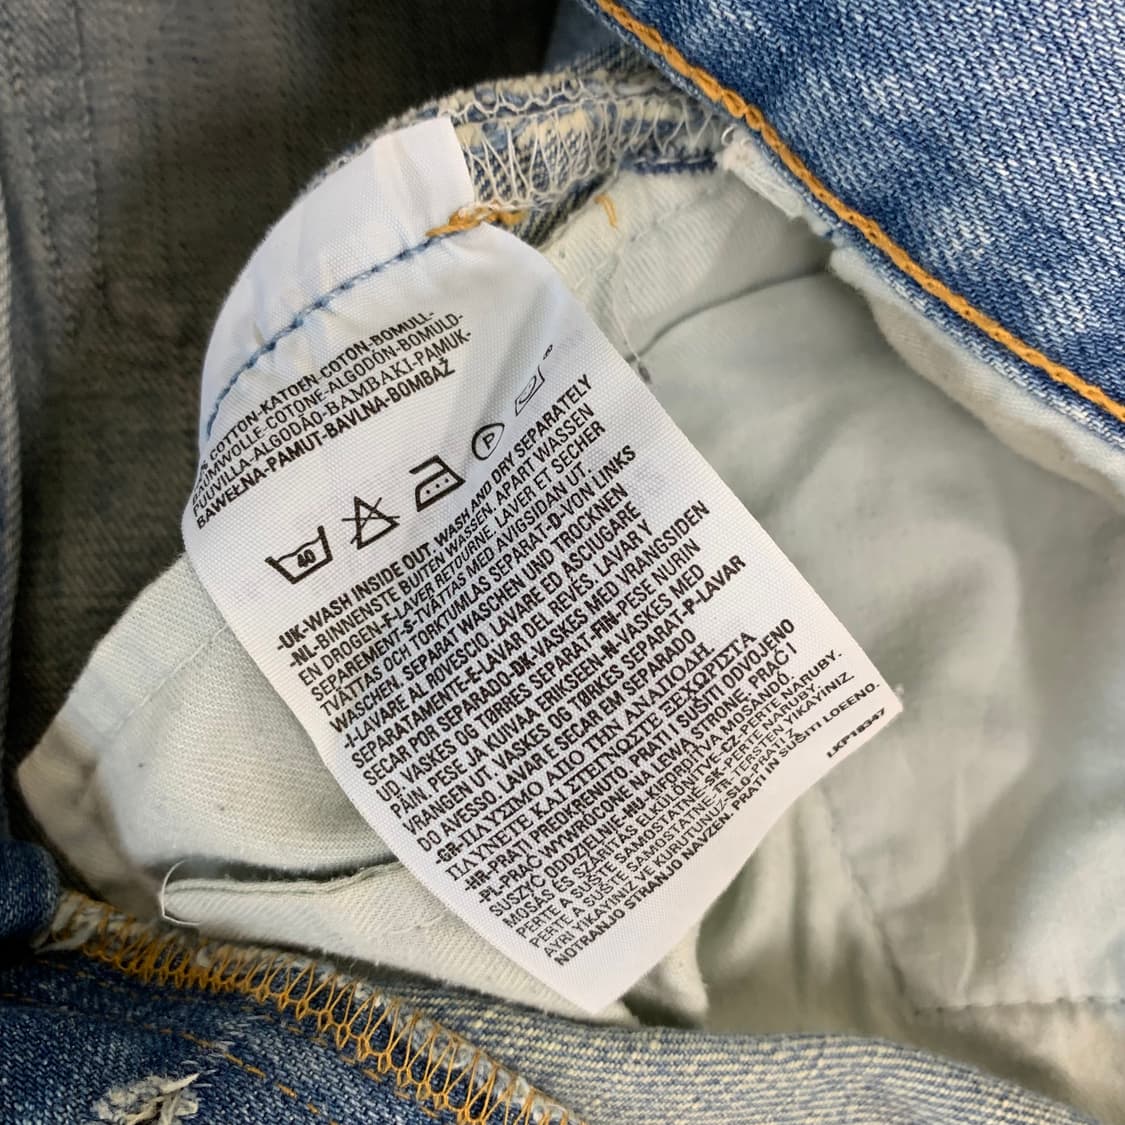 % COTTON-KATOEN-COTON-BOMULL-
BAUMWOLLE-COTONE-ALGODÓN-BOMULD-
PUUVILLA-ALGODÃO-BAMBAKI-PAMUK-
BAWEŁNA-PAMUT-BAVLNA-BOMBAŽ
40
P
®
-UK-WASH INSIDE OUT, WASH AND DRY SEPARATELY
-NL-BINNENSTE BUITEN WASSEN, APART WASSEN
EN DROGEN-F-LAVER RETOURNE, LAVER ET SECHER
SEPAREMENT-S-TVÄTTAS MED AVIGSIDAN UT.
TVÄTTAS OCH TORKTUMLAS SEPARAT-D-VON LINKS
WASCHEN, SEPARAT WASCHEN UND TROCKNEN
-I-LAVARE AL ROVESCIO, LAVARE ED ASCIUGARE
SEPARATAMENTE-E-LAVAR DEL REVES. LAVAR Y
SECAR POR SEPARADO-DK-VASKES MED VRANGSIDEN
UD. VASKES OG TØRRES SEPARAT-FIN-PESE NURIN
PÄIN. PESE JA KUIVAA ERIKSEEN-N-VASKES MED
VRANGEN UT, VASKES OG TØRKES SEPARAT-P-LAVAR
DO AVESSO, LAVAR E SECAR EM SEPARADO
-GR-ΠΛΥΣΙΜΟ ΑΠΟ ΤΗΝ ΑΝΑΠΟΔΗ.
ΠΛΥΝΕΤΕ ΚΑΙ ΣΤΕΓΝΩΣΤΕ ΞΕΧΩΡΙΣΤΑ
-HR-PRATI PREOKRENUTO, PRATI I SUŠITI ODVOJENO
-PL-PRAĆ WYWRÓCONE NA LEWĄ STRONĘ, PRAĆ I
SUSZYĆ ODDZIELNIE-HU-KIFORDÍTVA MOSANDÓ,
MOSÁS ÉS SZÁRÍTÁS ELKÜLÖNÍTVE-CZ-PERTE NARUBY.
PERTE A SUŠTE SAMOSTATNĚ-SK-PERTE NARUBY.
PERTE A SUŠTE SAMOSTATNE-TR-TERSTEN YIKAYINIZ.
AYRI YIKAYINIZ VE KURUTUNUZ-SLO-PRATI Z
NOTRANJO STRANJO NAVZEN. PRATI IN SUŠITI LOEENO.
LKP18347